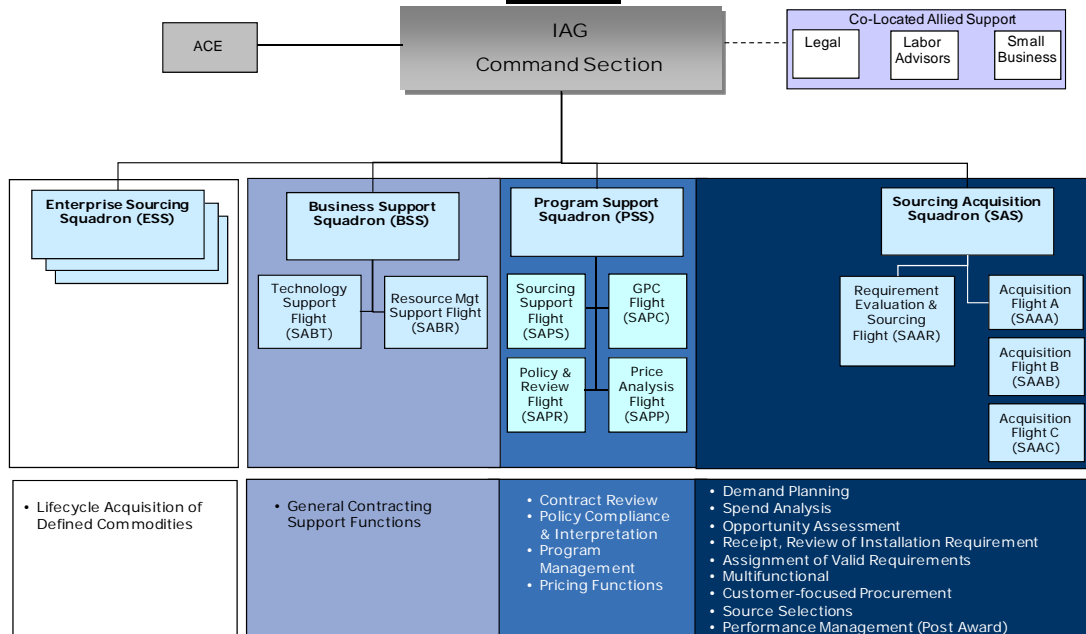 ACE
IAG
Command Section
Co-Located Allied Support
Legal
Labor
Advisors
Small
Business
Enterprise Sourcing
Squadron (ESS)
Business Support
Squadron (BSS)
Technology
Support
Flight
(SABT)
Resource Mgt
Support Flight
(SABR)
Program Support
Squadron (PSS)
Sourcing
Support
Flight
(SAPS)
GPC
Flight
(SAPC)
Policy &
Review
Flight
(SAPR)
Price
Analysis
Flight
(SAPP)
Sourcing Acquisition
Squadron (SAS)
Requirement
Evaluation &
Sourcing
Flight (SAAR)
Acquisition
Flight A
(SAAA)
Acquisition
Flight B
(SAAB)
Acquisition
Flight C
(SAAC)
• Lifecycle Acquisition of
Defined Commodities
• General Contracting
Support Functions
• Contract Review
• Policy Compliance
& Interpretation
• Program
Management
• Pricing Functions
• Demand Planning
• Spend Analysis
• Opportunity Assessment
• Receipt, Review of Installation Requirement
• Assignment of Valid Requirements
• Multifunctional
• Customer-focused Procurement
• Source Selections
• Performance Management (Post Award)